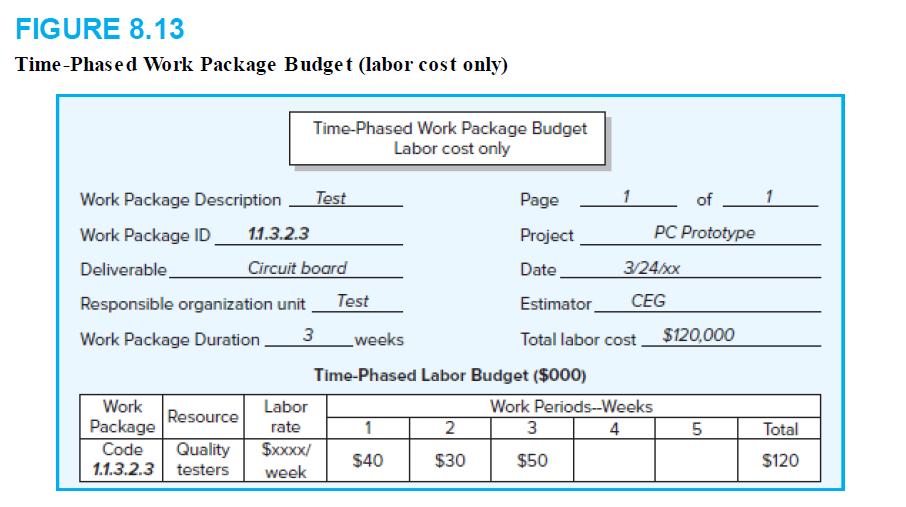 FIGURE 8.13
Time-Phased Work Package Budget (labor cost only)
Time-Phased Work Package Budget
Labor cost only
Work Package Description Test Page 1 of 1
Work Package ID 1.1.3.2.3 Project PC Prototype
Deliverable Circuit board Date 3/24/xx
Responsible organization unit Test Estimator CEG
Work Package Duration 3 weeks Total labor cost $120,000
Time-Phased Labor Budget ($000)
Work Package Resource Labor rate Work Periods--Weeks
1 2 3 4 5 Total
Code 1.1.3.2.3 Quality testers $xxxx/ week $40 $30 $50 $120